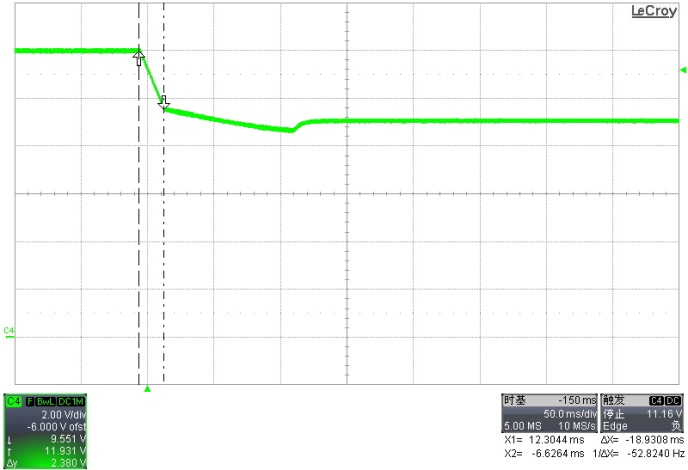 LeCroy
C4
C4 F BwL DC1M
2.00 V/div
-6.000 V ofst
↓ 9.551 V
↑ 11.931 V
Δy 2.380 V
时基 -150 ms
50.0 ms/div
5.00 MS 10 MS/s
触发 C4 DC
停止 11.16 V
Edge 负
X1= 12.3044 ms ΔX= -18.9308 ms
X2= -6.6264 ms 1/ΔX= -52.8240 Hz